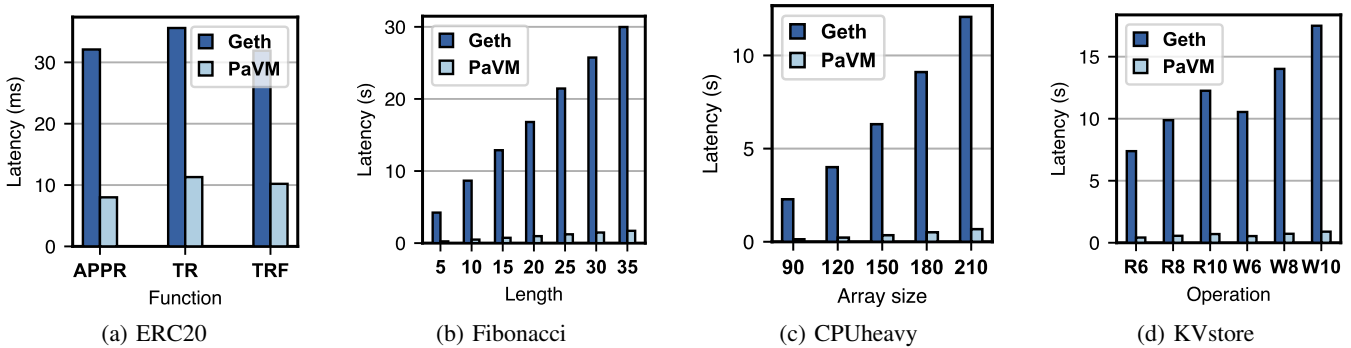 Latency (ms)
30
20
10
0
Geth
PaVM
APPR TR TRF
Function
(a) ERC20
Latency (s)
30
20
10
0
Geth
PaVM
5 10 15 20 25 30 35
Length
(b) Fibonacci
Latency (s)
10
5
0
Geth
PaVM
90 120 150 180 210
Array size
(c) CPUheavy
Latency (s)
15
10
5
0
Geth
PaVM
R6 R8 R10 W6 W8 W10
Operation
(d) KVstore